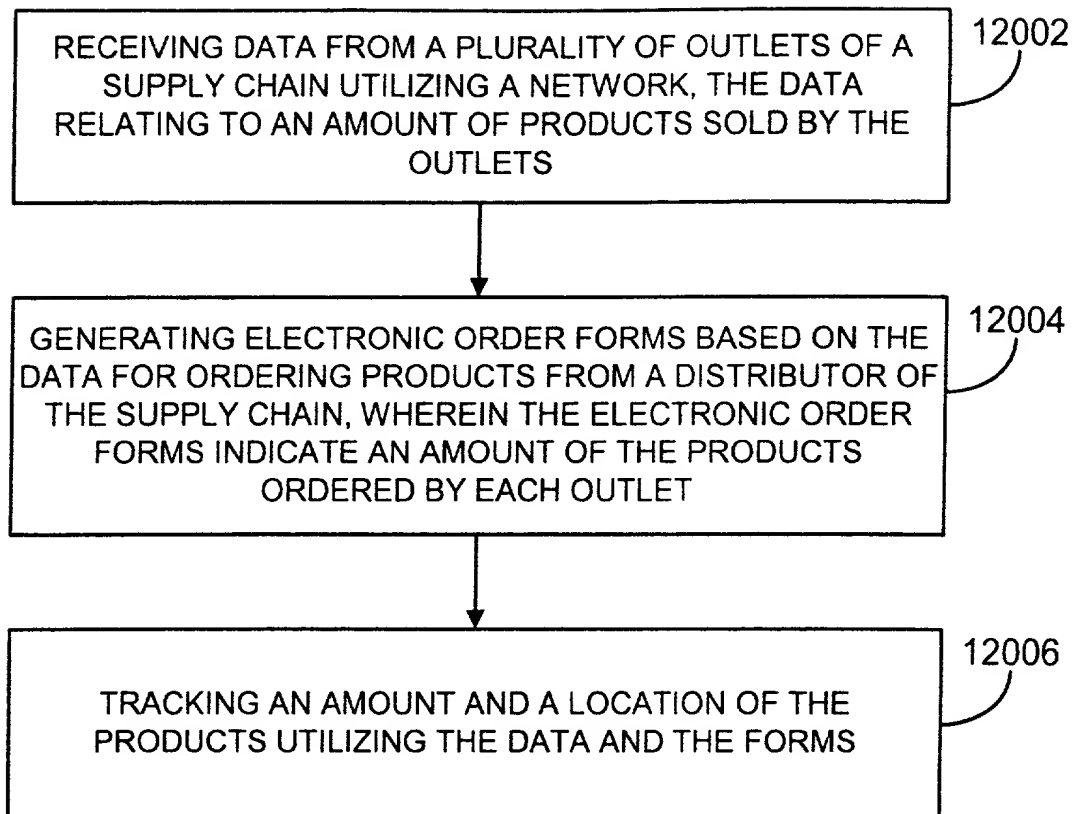 RECEIVING DATA FROM A PLURALITY OF OUTLETS OF A
SUPPLY CHAIN UTILIZING A NETWORK, THE DATA
RELATING TO AN AMOUNT OF PRODUCTS SOLD BY THE
OUTLETS
12002
GENERATING ELECTRONIC ORDER FORMS BASED ON THE
DATA FOR ORDERING PRODUCTS FROM A DISTRIBUTOR OF
THE SUPPLY CHAIN, WHEREIN THE ELECTRONIC ORDER
FORMS INDICATE AN AMOUNT OF THE PRODUCTS
ORDERED BY EACH OUTLET
12004
TRACKING AN AMOUNT AND A LOCATION OF THE
PRODUCTS UTILIZING THE DATA AND THE FORMS
12006